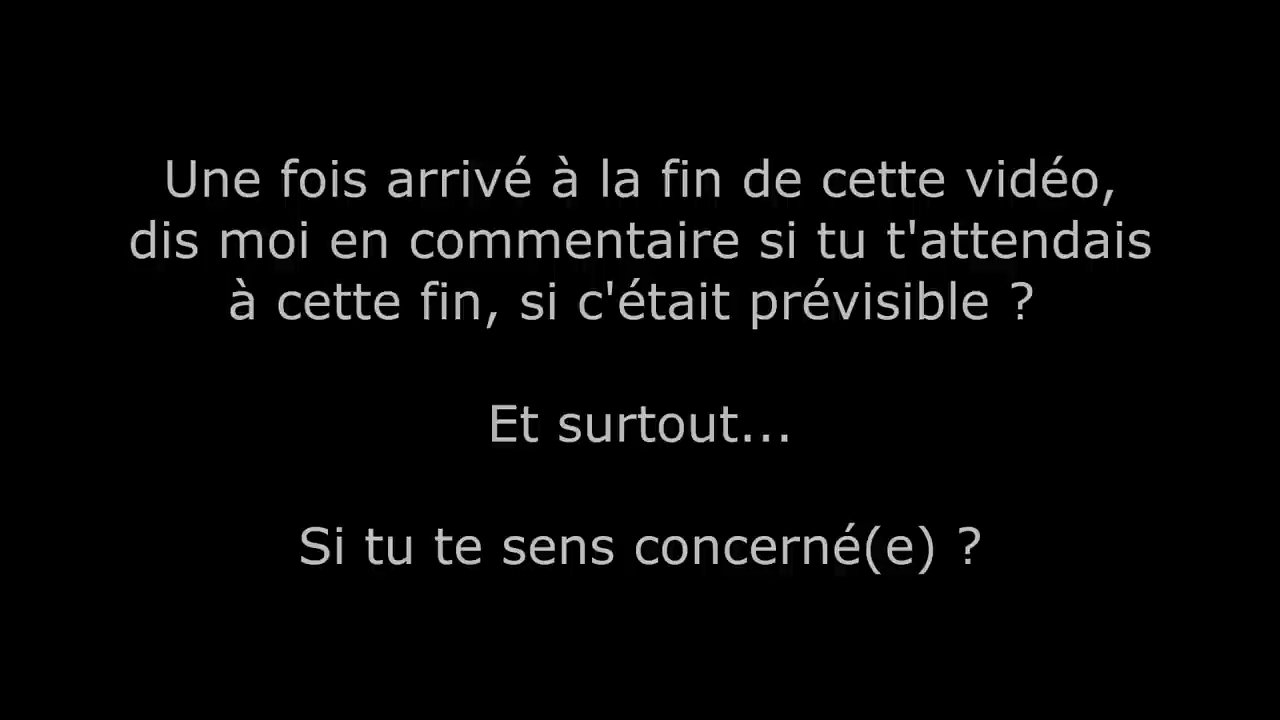 Une fois arrivé à la fin de cette vidéo,
dis moi en commentaire si tu t'attendais
à cette fin, si c'était prévisible ?
Et surtout...
Si tu te sens concerné(e) ?